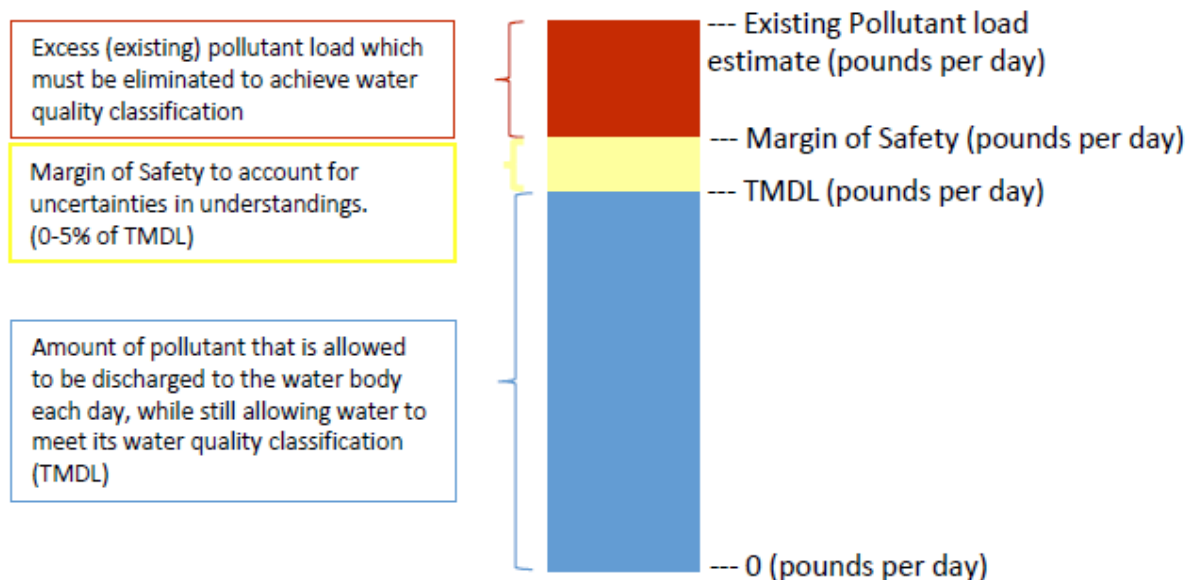 Excess (existing) pollutant load which
must be eliminated to achieve water
quality classification
Margin of Safety to account for
uncertainties in understandings.
(0-5% of TMDL)
Amount of pollutant that is allowed
to be discharged to the water body
each day, while still allowing water to
meet its water quality classification
(TMDL)
--- Existing Pollutant load
estimate (pounds per day)
--- Margin of Safety (pounds per day)
--- TMDL (pounds per day)
--- 0 (pounds per day)